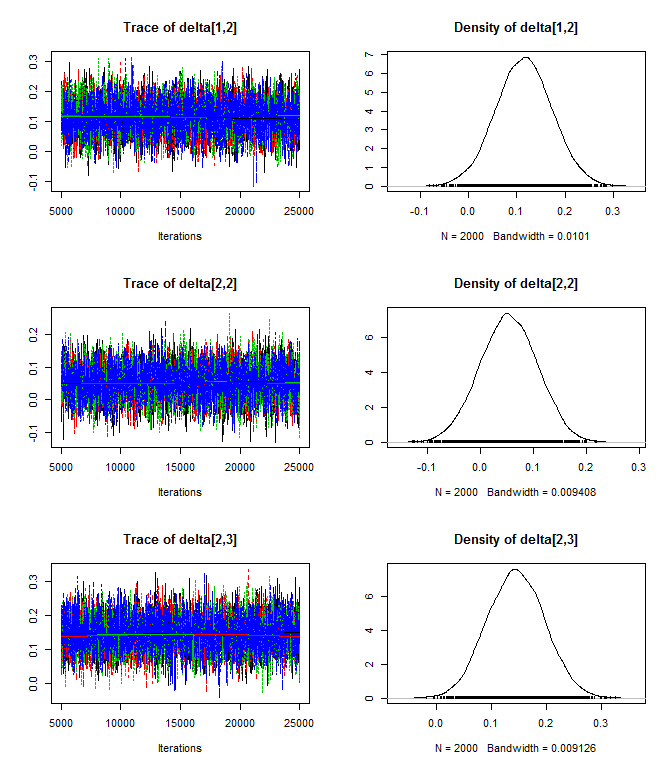 Trace of delta[1,2]
-0.1 0.0 0.1 0.2 0.3
5000 10000 15000 20000 25000
Iterations
Density of delta[1,2]
0 1 2 3 4 5 6 7
-0.1 0.0 0.1 0.2 0.3
N = 2000 Bandwidth = 0.0101
Trace of delta[2,2]
-0.1 0.0 0.1 0.2
5000 10000 15000 20000 25000
Iterations
Density of delta[2,2]
0 2 4 6
-0.1 0.0 0.1 0.2 0.3
N = 2000 Bandwidth = 0.009408
Trace of delta[2,3]
0.0 0.1 0.2 0.3
5000 10000 15000 20000 25000
Iterations
Density of delta[2,3]
0 2 4 6
0.0 0.1 0.2 0.3
N = 2000 Bandwidth = 0.009126